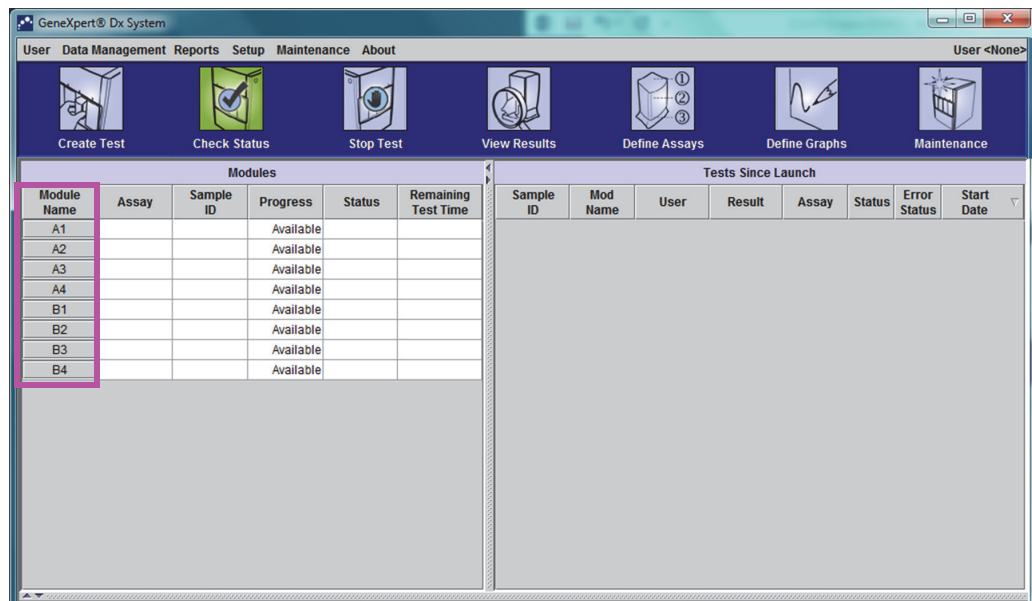 GeneXpert® Dx System
User Data Management Reports Setup Maintenance About User <None>
Create Test Check Status Stop Test View Results Define Assays Define Graphs Maintenance
①
②
③
Modules Tests Since Launch
Module Name Assay Sample ID Progress Status Remaining Test Time Sample ID Mod Name User Result Assay Status Error Status Start Date
A1 Available
A2 Available
A3 Available
A4 Available
B1 Available
B2 Available
B3 Available
B4 Available